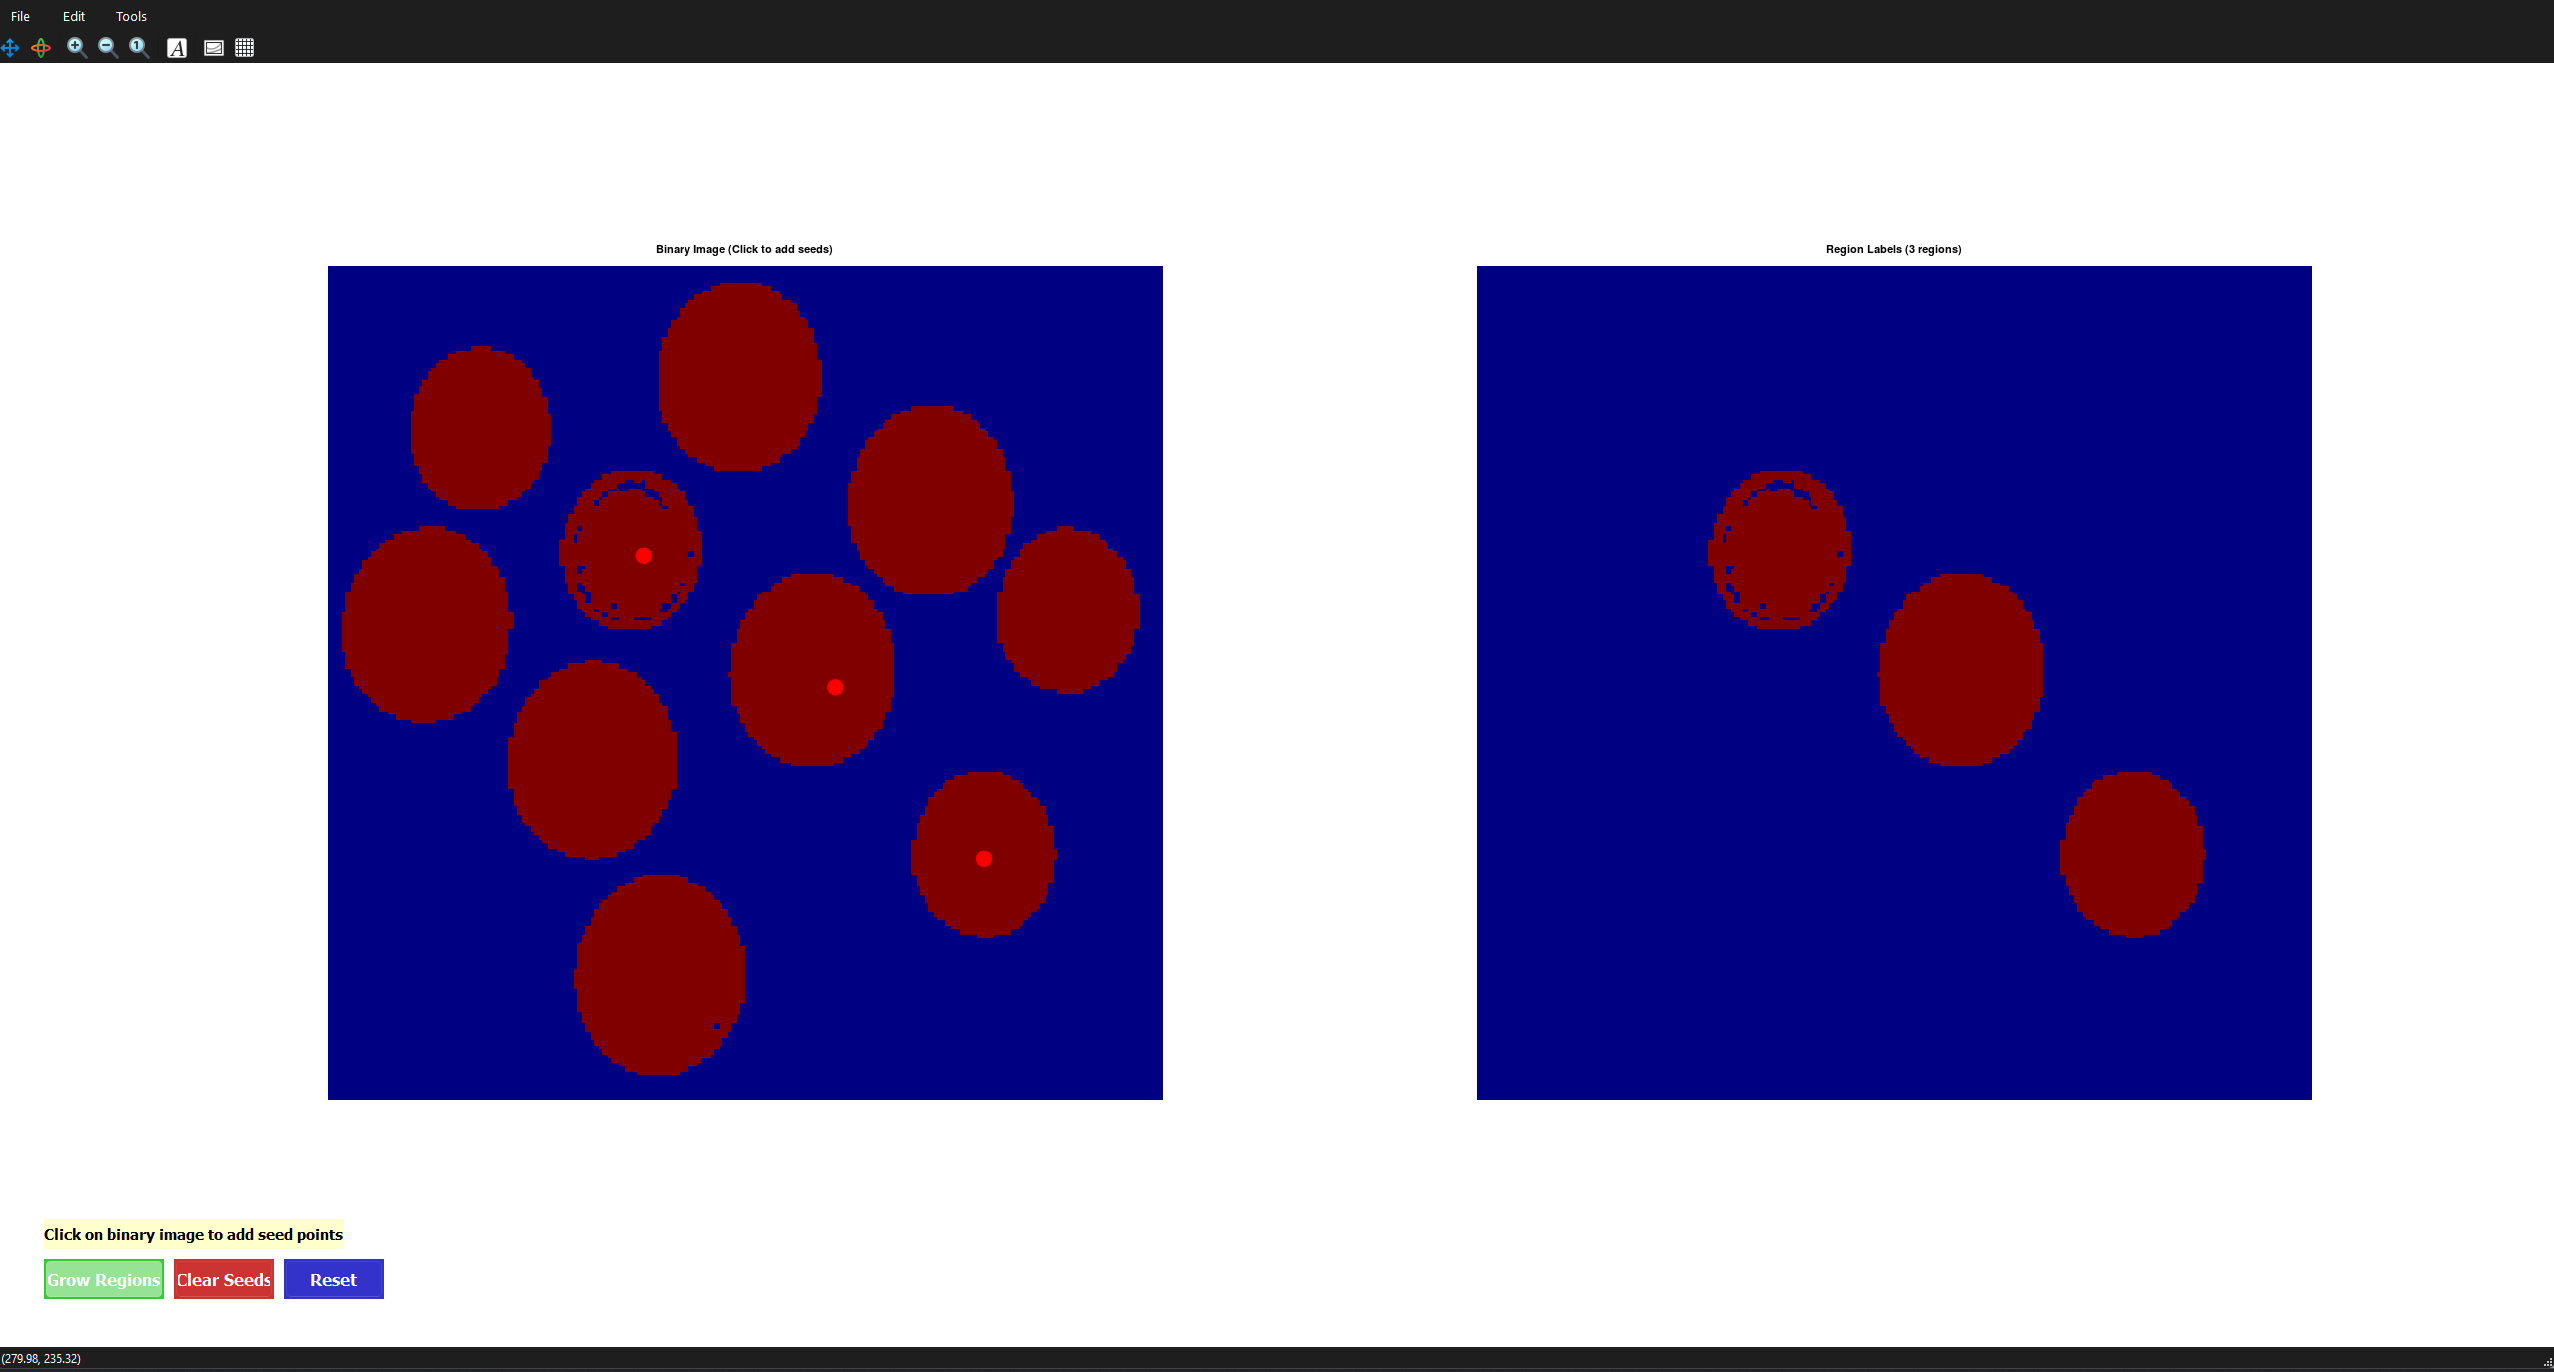 File Edit Tools
1 A
Binary Image (Click to add seeds) Region Labels (3 regions)
Click on binary image to add seed points
Grow Regions Clear Seeds Reset
(279.98, 235.32)